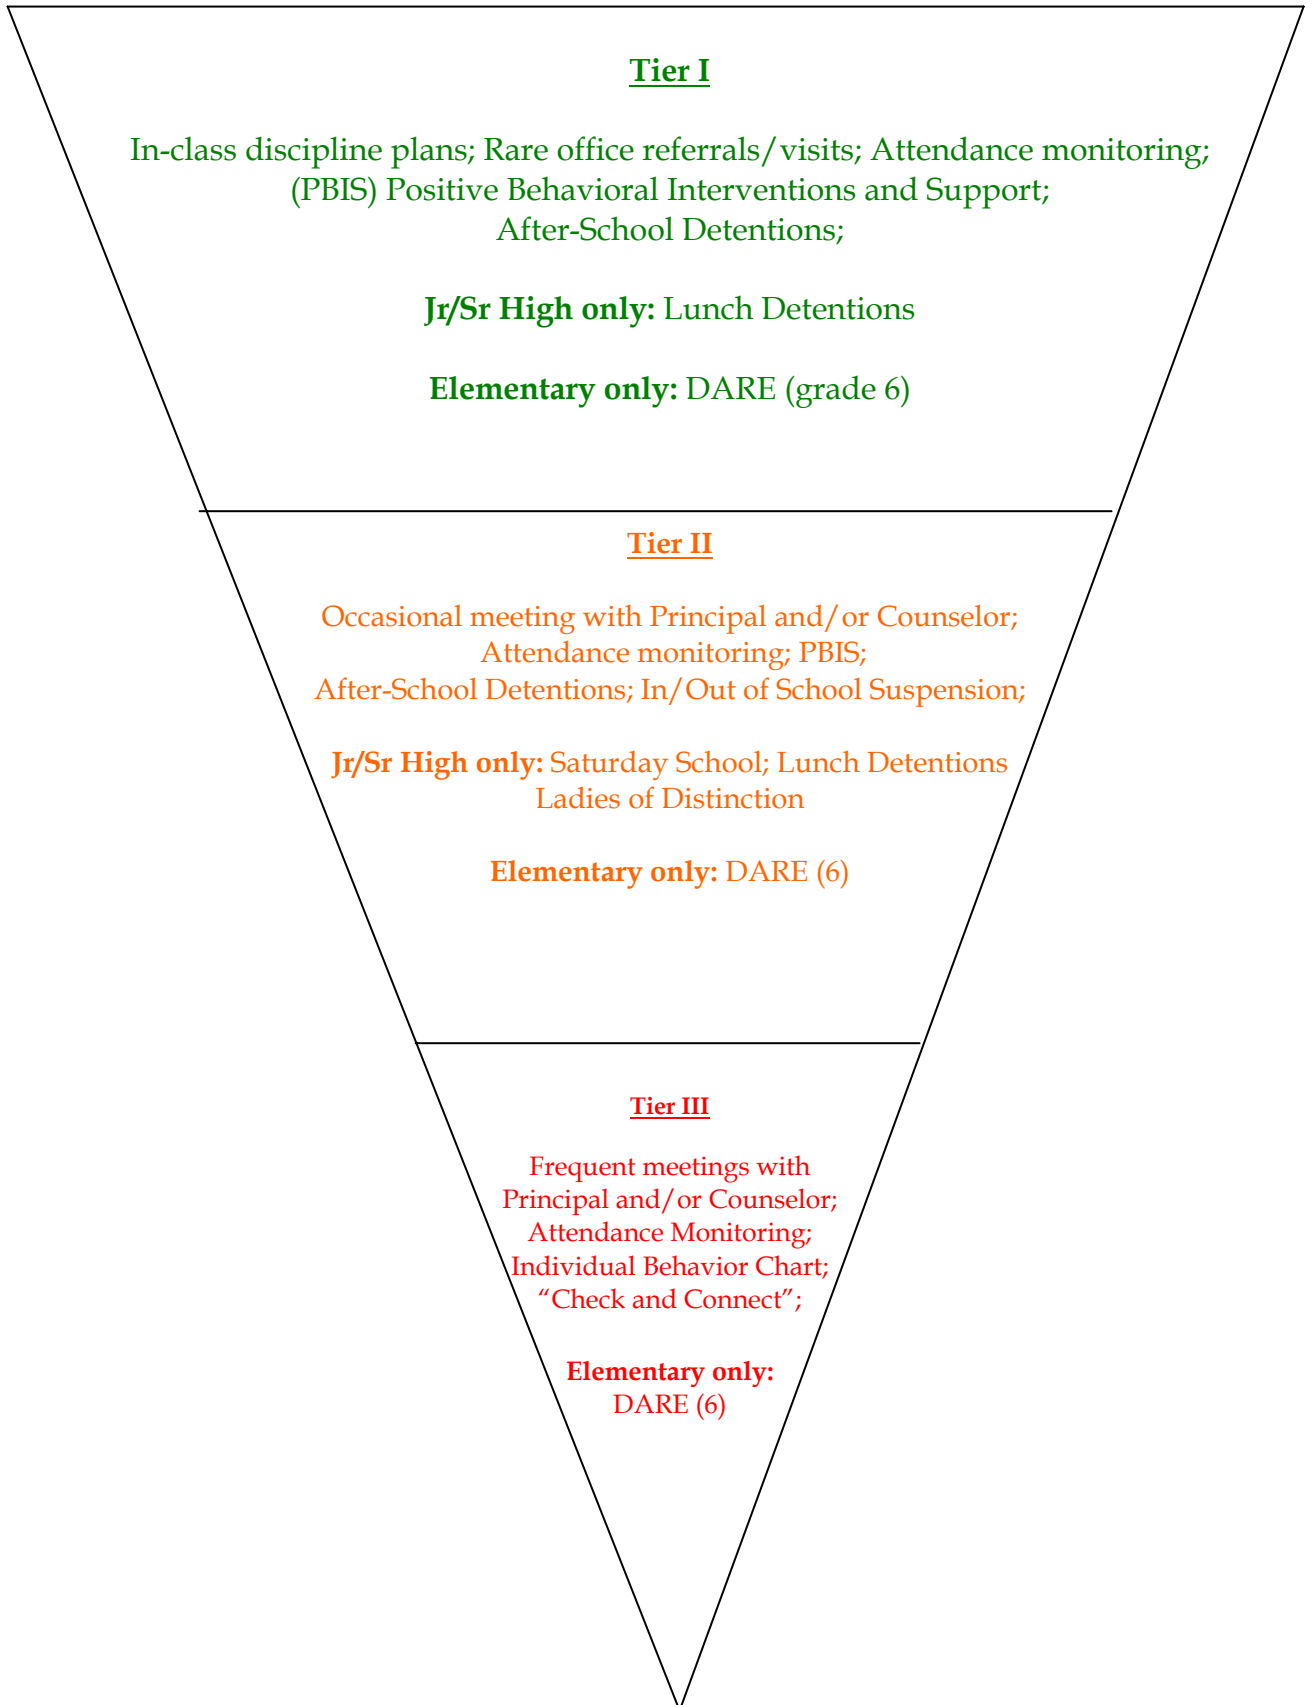 Tier I
In-class discipline plans; Rare office referrals/visits; Attendance monitoring;
(PBIS) Positive Behavioral Interventions and Support;
After-School Detentions;
Jr/Sr High only: Lunch Detentions
Elementary only: DARE (grade 6)
Tier II
Occasional meeting with Principal and/or Counselor;
Attendance monitoring; PBIS;
After-School Detentions; In/Out of School Suspension;
Jr/Sr High only: Saturday School; Lunch Detentions
Ladies of Distinction
Elementary only: DARE (6)
Tier III
Frequent meetings with
Principal and/or Counselor;
Attendance Monitoring;
Individual Behavior Chart;
“Check and Connect”;
Elementary only:
DARE (6)